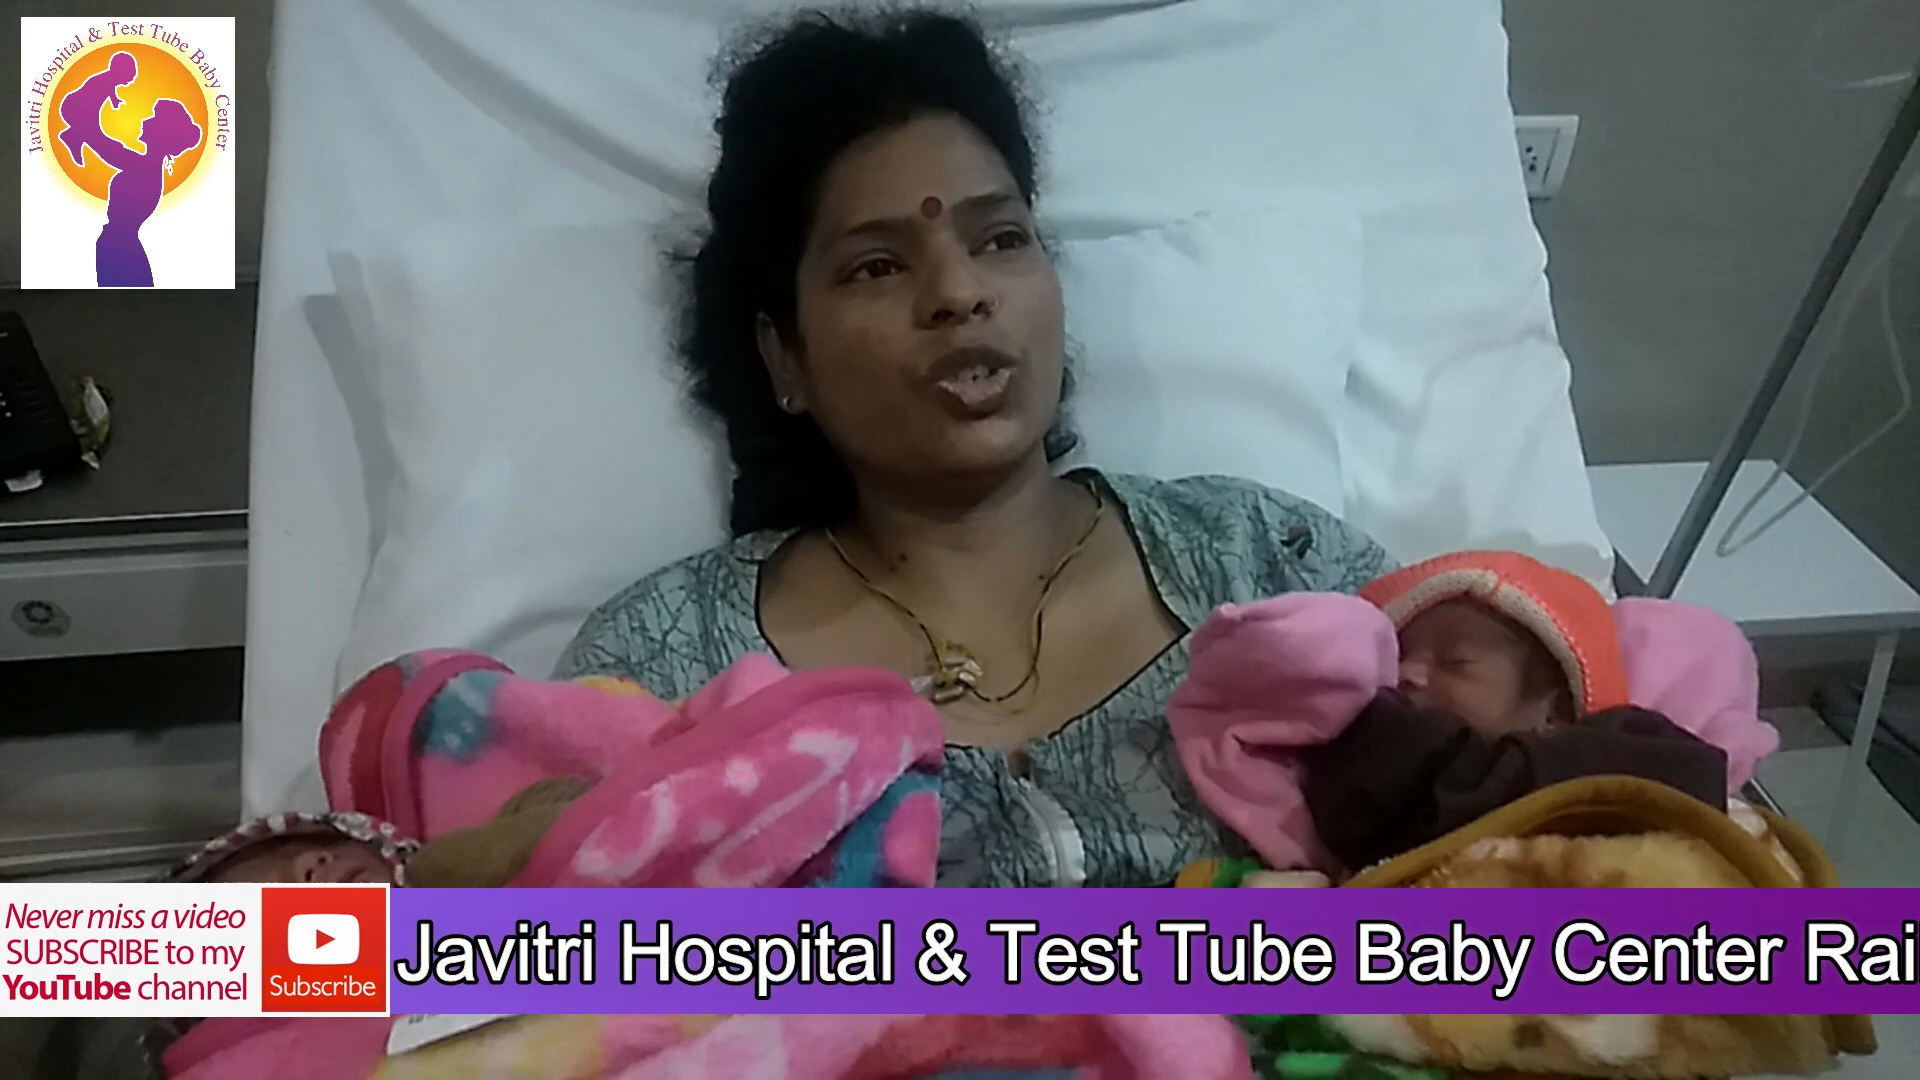 Javitri Hospital & Test Tube Baby Center
Never miss a video
SUBSCRIBE to my
YouTube channel
Subscribe
Javitri Hospital & Test Tube Baby Center Rai